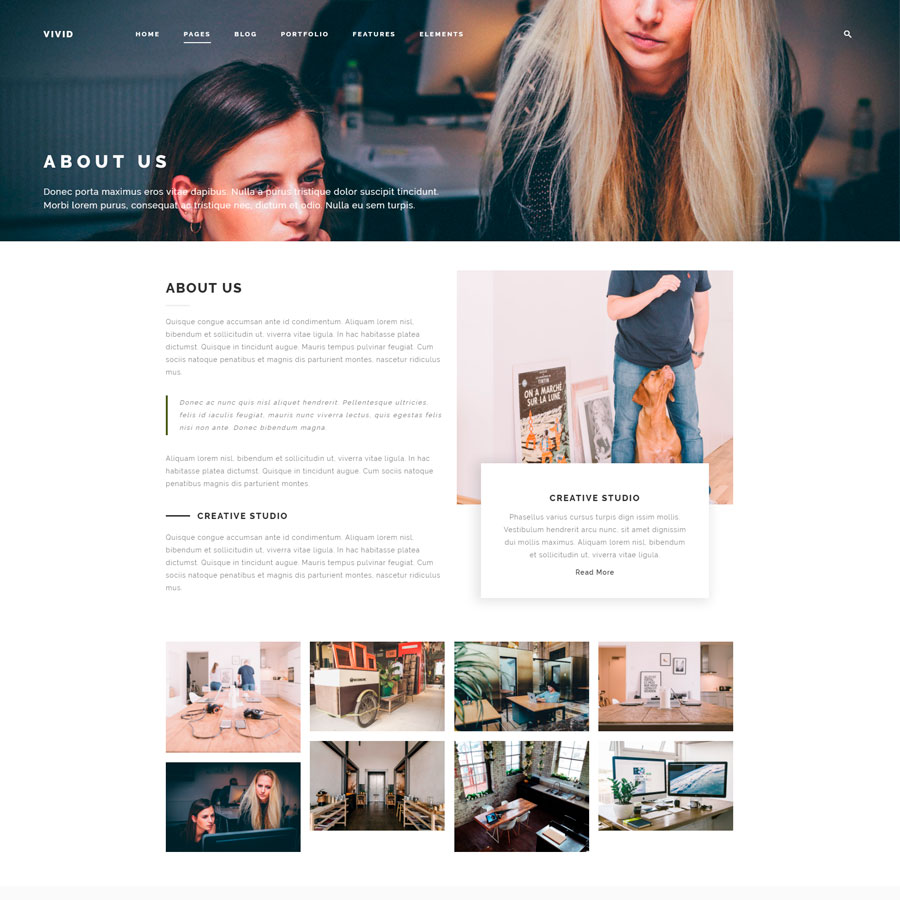 VIVID HOME PAGES BLOG PORTFOLIO FEATURES ELEMENTS
ABOUT US
Donec porta maximus eros vitae dapibus. Nulla a purus tristique dolor suscipit tincidunt.
Morbi lorem purus, consequat ac tristique nec, dictum et odio. Nulla eu sem turpis.
ABOUT US
Quisque congue accumsan ante id condimentum. Aliquam lorem nisl,
bibendum et sollicitudin ut, viverra vitae ligula. In hac habitasse platea
dictumst. Quisque in tincidunt augue. Mauris tempus pulvinar feugiat. Cum
sociis natoque penatibus et magnis dis parturient montes, nascetur ridiculus
mus.
Donec ac nunc quis nisl aliquet hendrerit. Pellentesque ultricies,
felis id iaculis feugiat, mauris nunc viverra lectus, quis egestas felis
nisi non ante. Donec bibendum magna.
Aliquam lorem nisl, bibendum et sollicitudin ut, viverra vitae ligula. In hac
habitasse platea dictumst. Quisque in tincidunt augue. Cum sociis natoque
penatibus magnis dis parturient montes.
CREATIVE STUDIO
Quisque congue accumsan ante id condimentum. Aliquam lorem nisl,
bibendum et sollicitudin ut, viverra vitae ligula. In hac habitasse platea
dictumst. Quisque in tincidunt augue. Mauris tempus pulvinar feugiat. Cum
sociis natoque penatibus et magnis dis parturient montes, nascetur ridiculus
mus.
TINTIN
ON A MARCHÉ
SUR LA LUNE
CREATIVE STUDIO
Phasellus varius cursus turpis dign issim mollis.
Vestibulum hendrerit arcu nunc, sit amet dignissim
dui mollis maximus. Aliquam lorem nisl, bibendum
et sollicitudin ut, viverra vitae ligula.
Read More